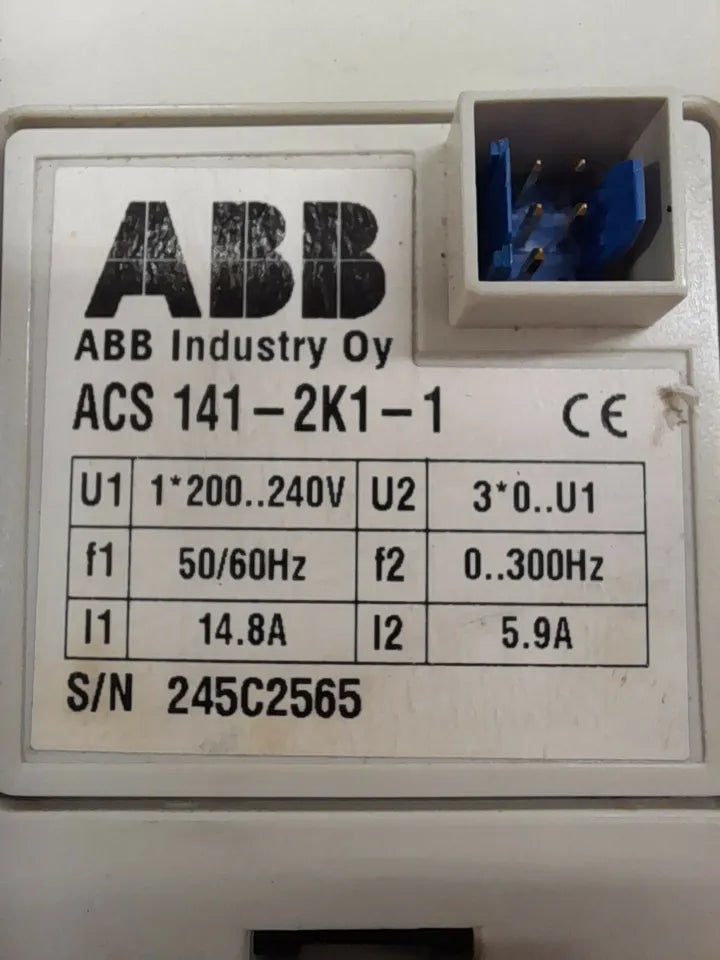 ABB
ABB Industry Oy
ACS 141-2K1-1 CE
U1 1*200..240V U2 3*0..U1
f1 50/60Hz f2 0..300Hz
I1 14.8A I2 5.9A
S/N 245C2565